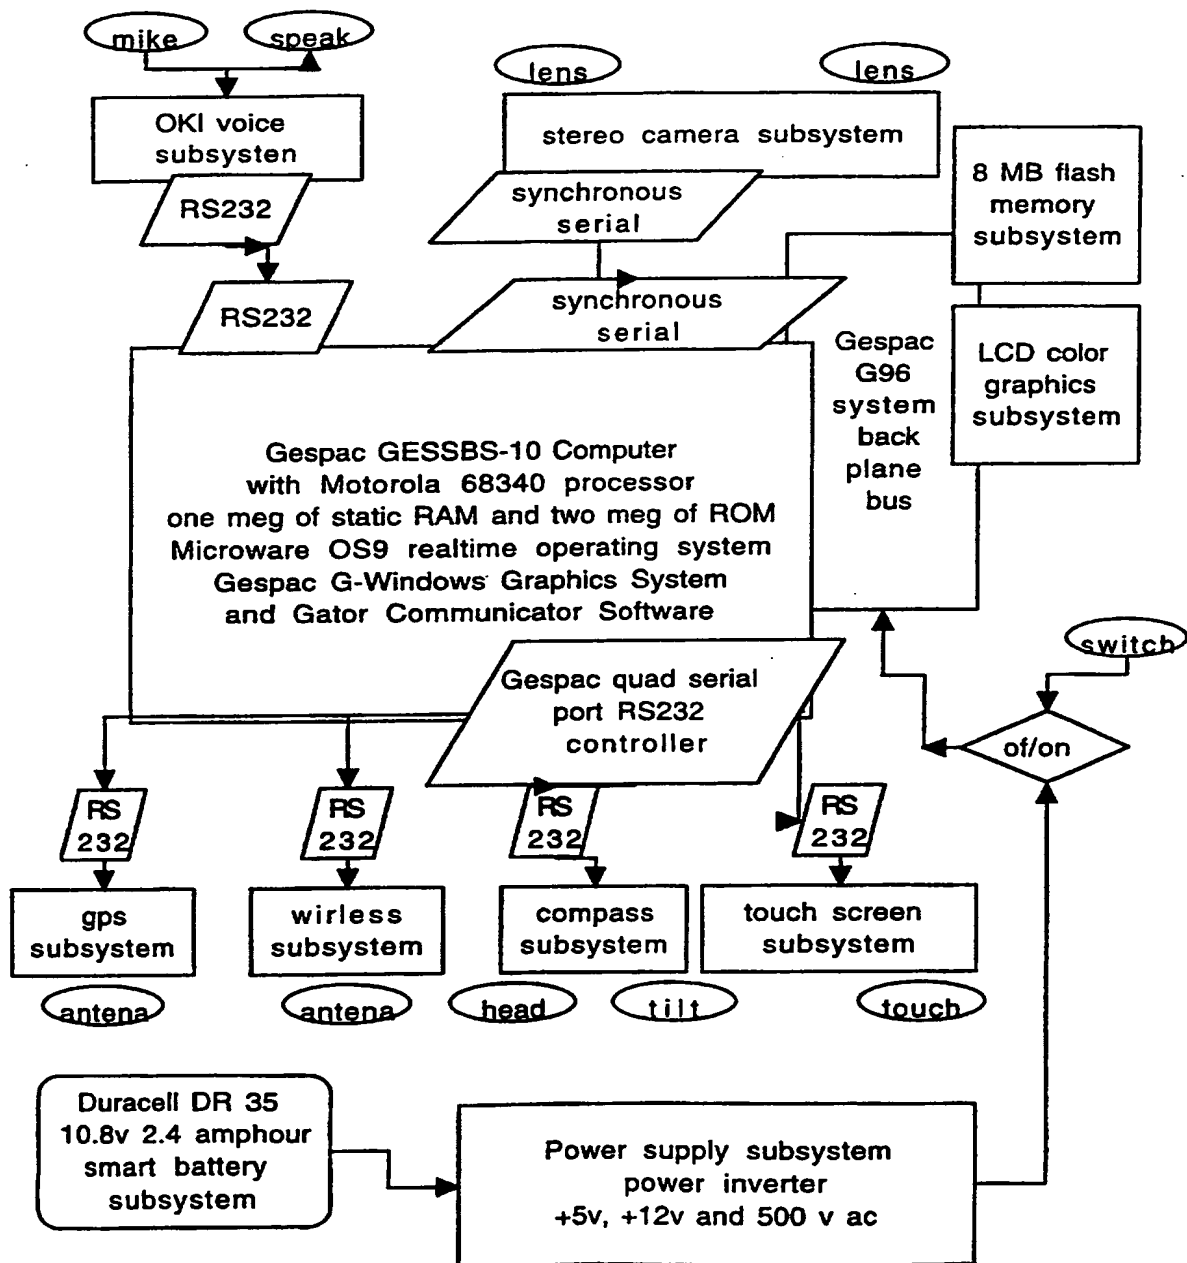 mike
speak
lens
lens
OKI voice
subsysten
stereo camera subsystem
8 MB flash
memory
subsystem
RS232
synchronous
serial
RS232
synchronous
serial
Gespac
G96
system
back
plane
bus
LCD color
graphics
subsystem
Gespac GESSBS-10 Computer
with Motorola 68340 processor
one meg of static RAM and two meg of ROM
Microware OS9 realtime operating system
Gespac G-Windows Graphics System
and Gator Communicator Software
switch
Gespac quad serial
port RS232
controller
of/on
RS
232
RS
232
RS
232
RS
232
gps
subsystem
wirless
subsystem
compass
subsystem
touch screen
subsystem
antena
antena
head
tilt
touch
Duracell DR 35
10.8v 2.4 amphour
smart battery
subsystem
Power supply subsystem
power inverter
+5v, +12v and 500 v ac